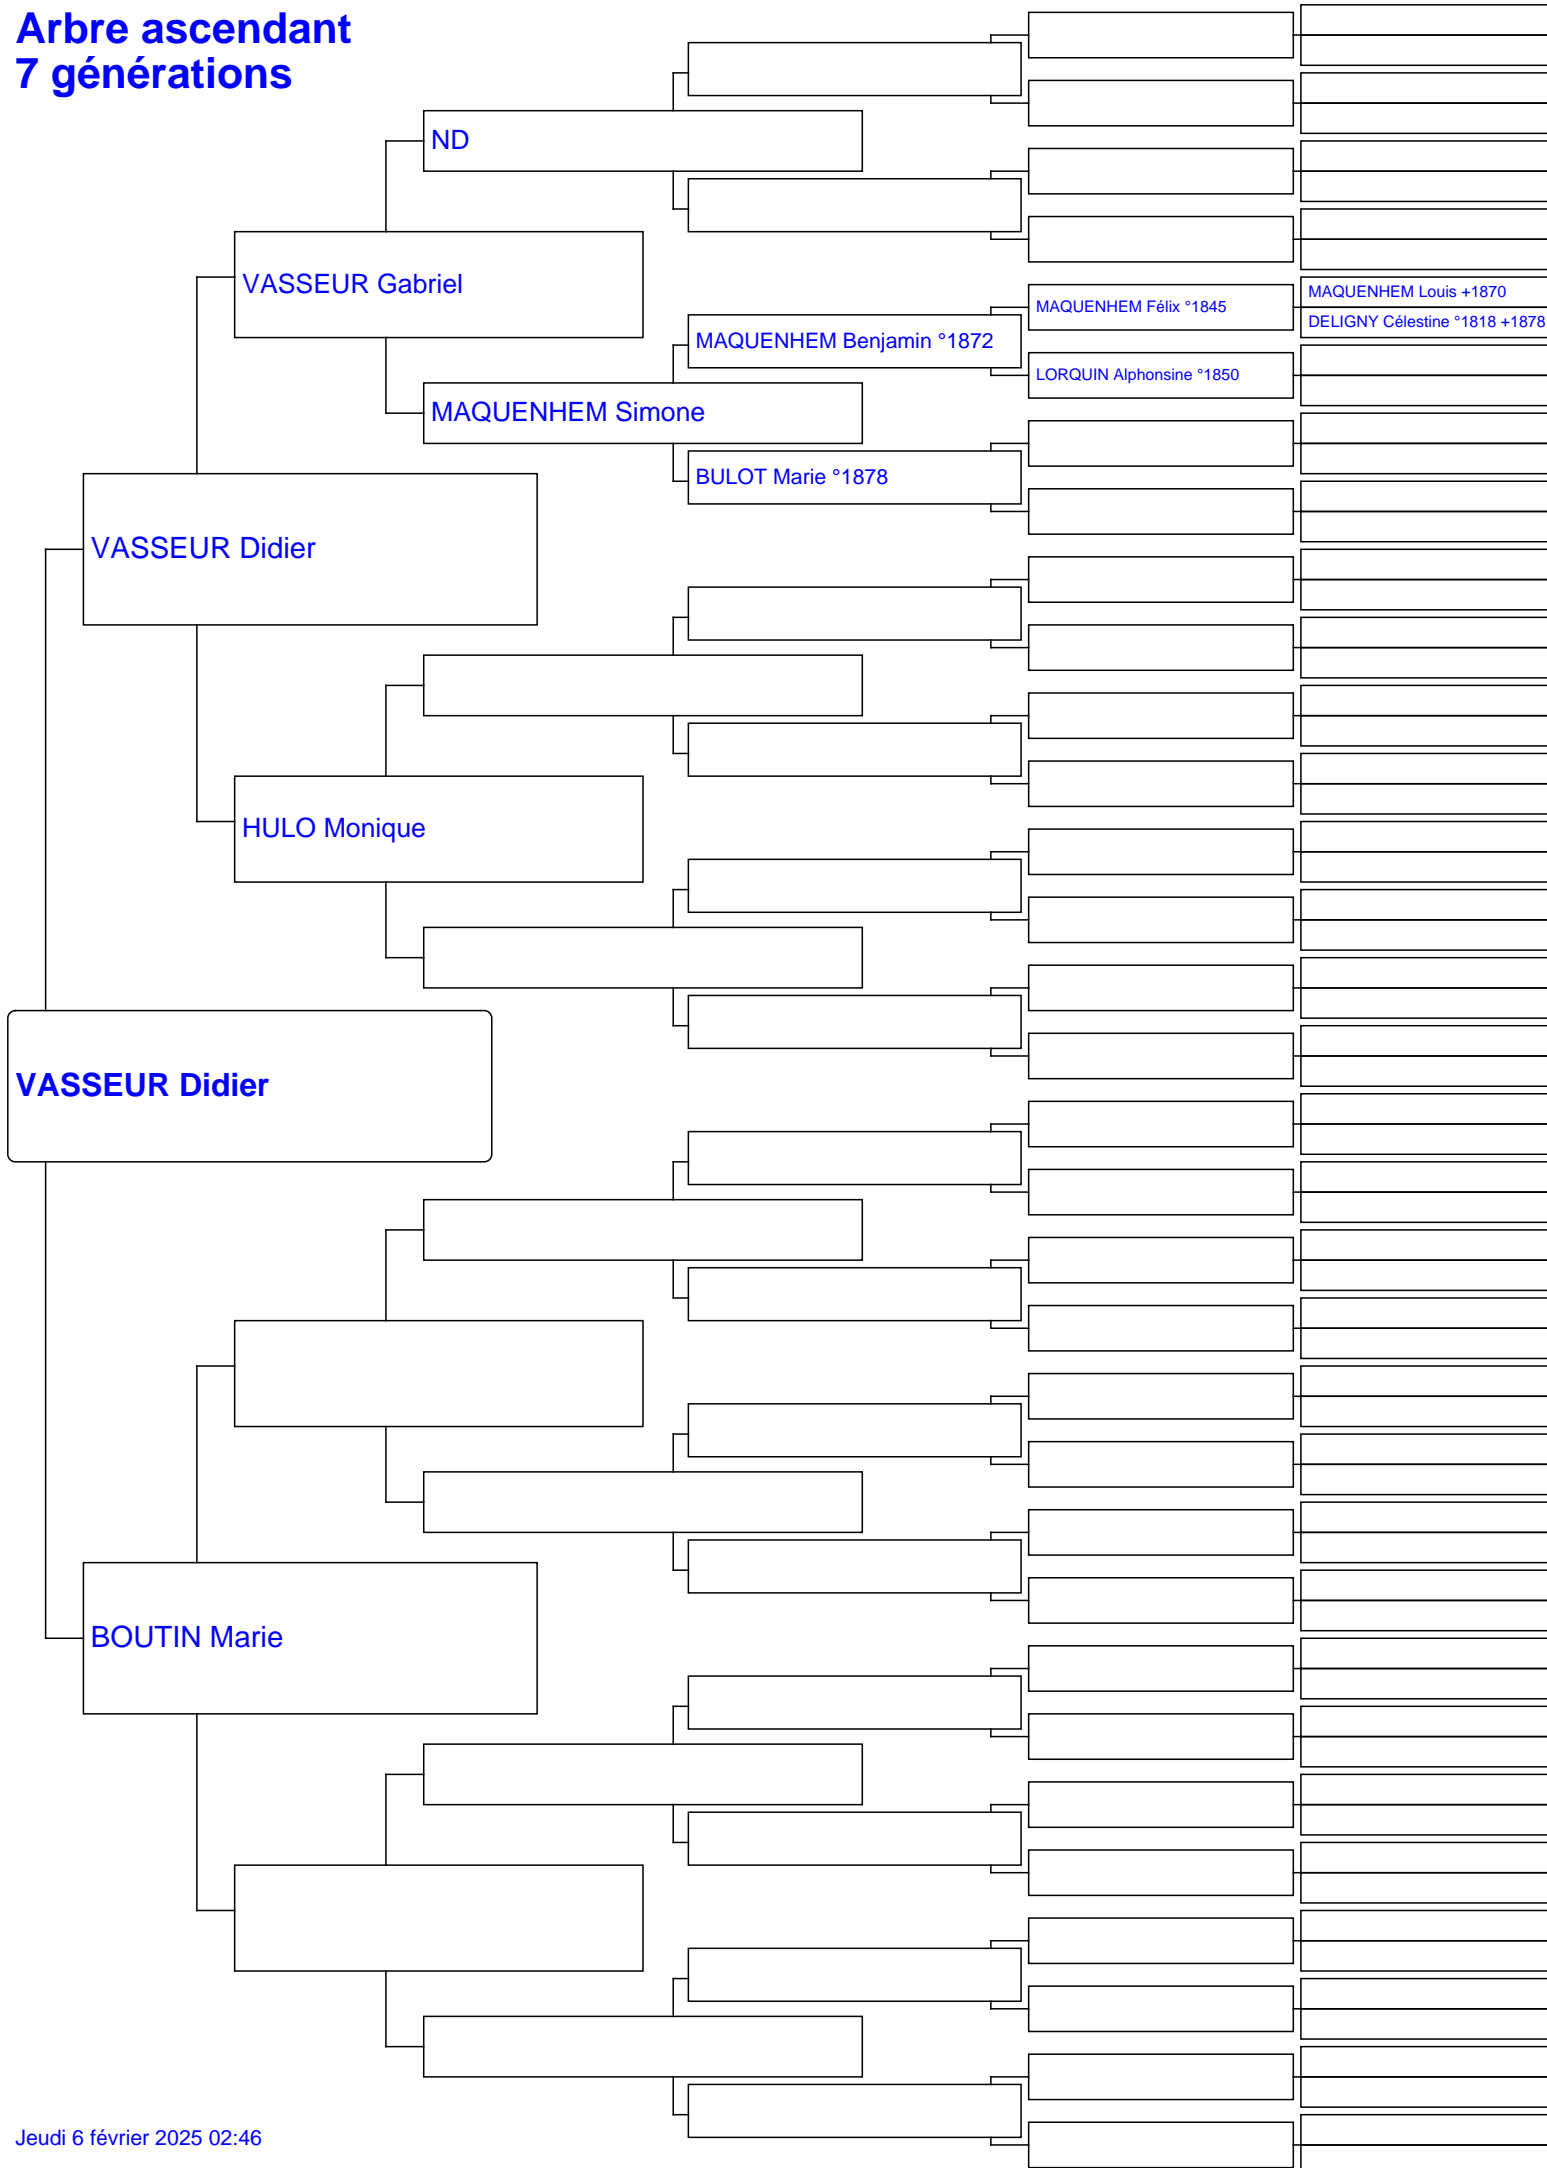 Arbre ascendant
7 générations
ND
VASSEUR Gabriel
MAQUENHEM Louis +1870
MAQUENHEM Félix °1845
DELIGNY Célestine °1818 +1878
MAQUENHEM Benjamin °1872
LORQUIN Alphonsine °1850
MAQUENHEM Simone
BULOT Marie °1878
VASSEUR Didier
HULO Monique
VASSEUR Didier
BOUTIN Marie
Jeudi 6 février 2025 02:46